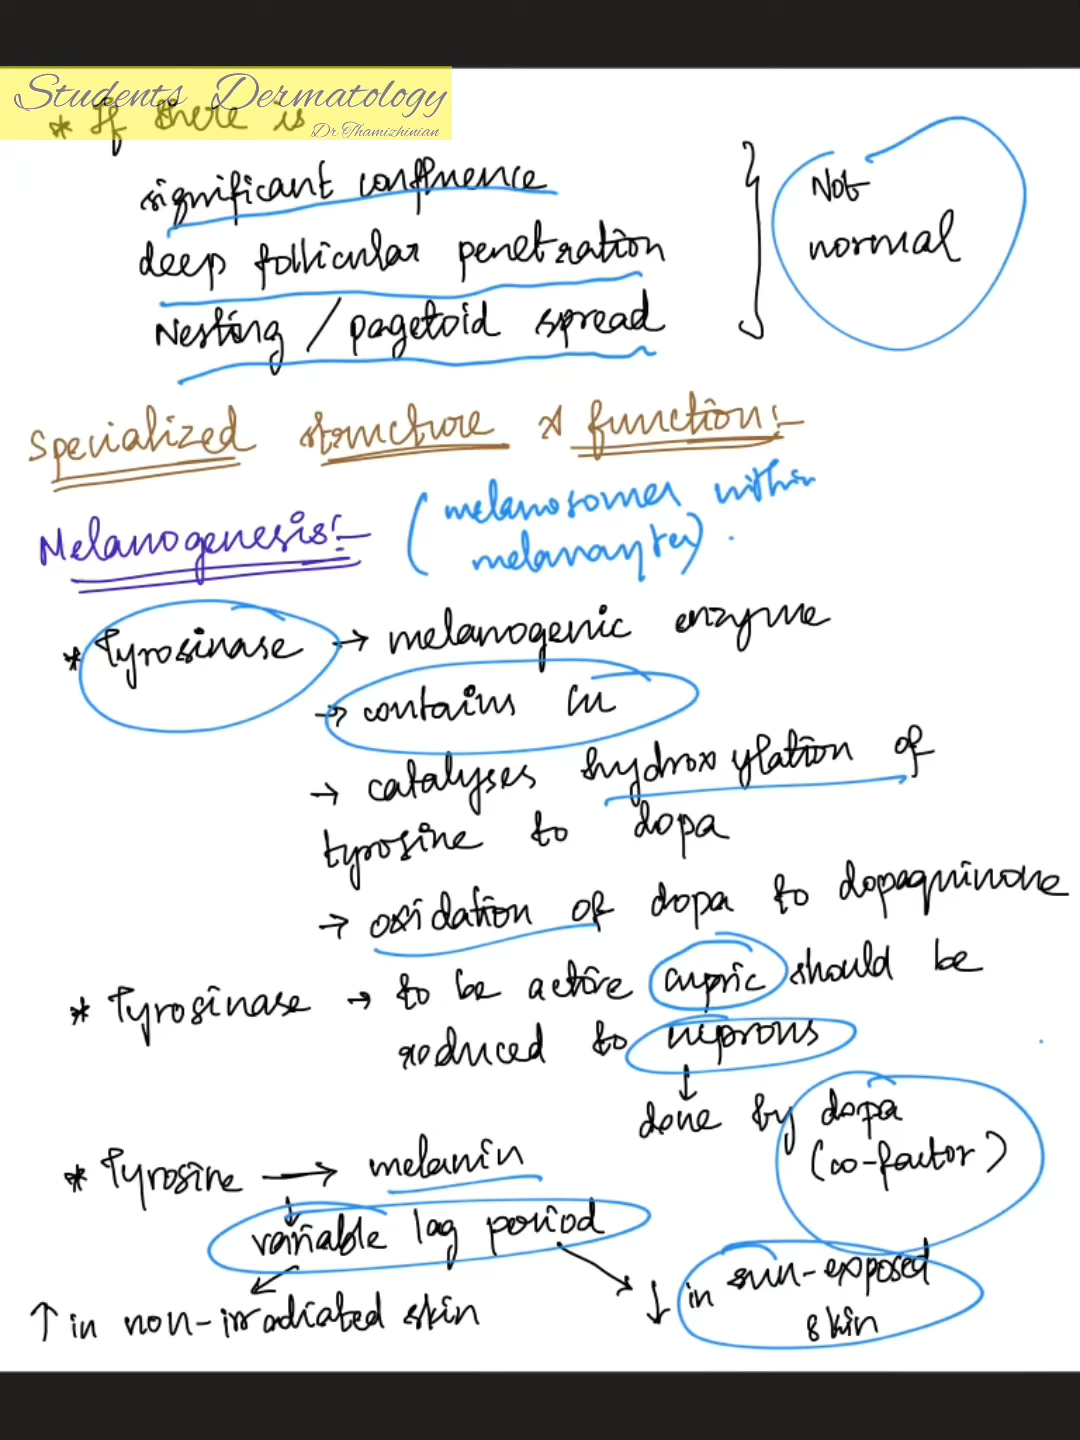 Students Dermatology
* If there is
Dr Thamizhinian
significant confluence
deep follicular penetration
Nesting / pagetoid spread
Not
normal
Specialized structure & function:-
Melanogenesis:- (melanosomes within
melanocytes).
* Tyrosinase → melanogenic enzyme
→ contains Cu
→ catalyses hydroxylation of
tyrosine to dopa
→ oxidation of dopa to dopaquinone
* Tyrosinase → to be active cupric should be
reduced to cuprous
↓
done by dopa
(co-factor)
* Tyrosine → melanin
↓
variable lag period
↑ in non-irradiated skin
↓ in sun-exposed
skin